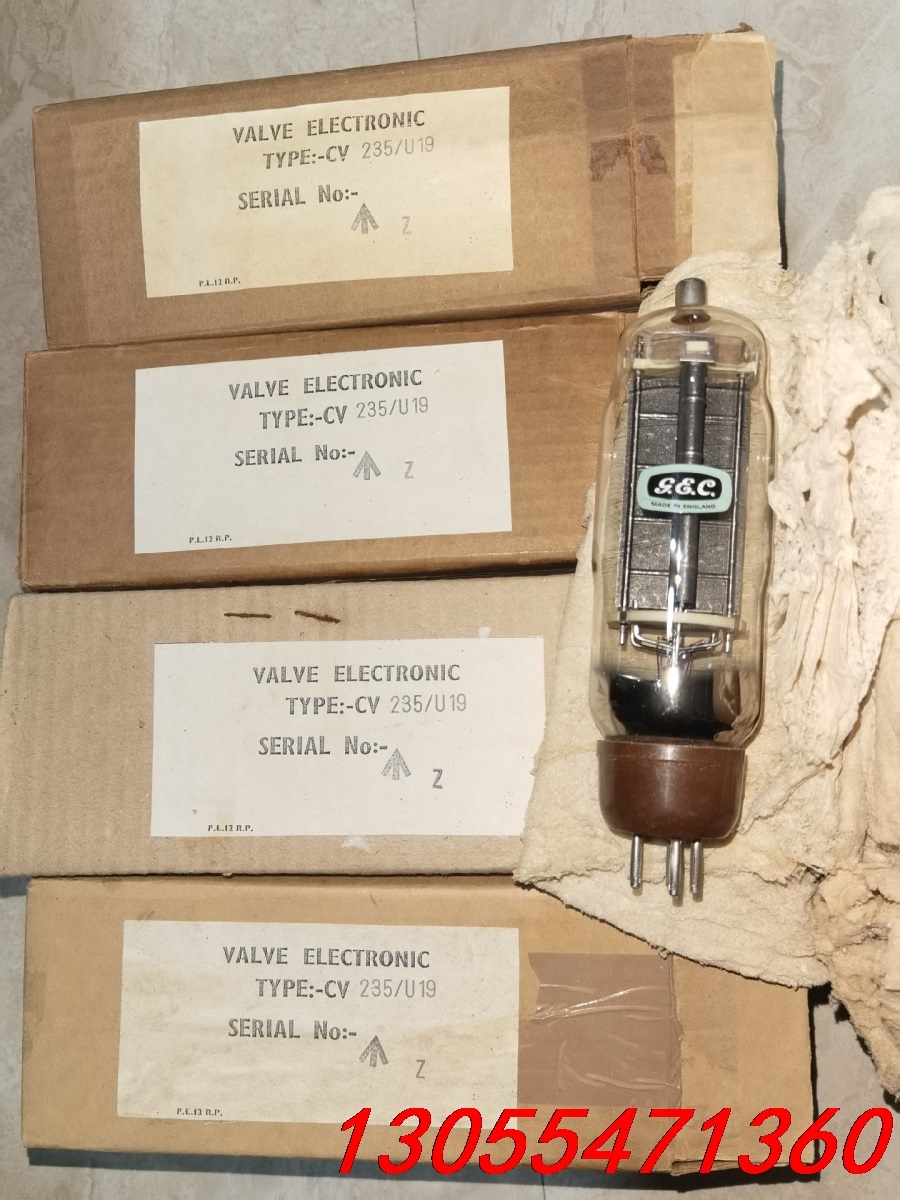 VALVE ELECTRONIC
TYPE:-CV 235/U19
SERIAL No:-
Z
P.L.12 R.P.
VALVE ELECTRONIC
TYPE:-CV 235/U19
SERIAL No:-
Z
P.L.12 R.P.
G.E.C.
MADE IN ENGLAND
VALVE ELECTRONIC
TYPE:-CV 235/U19
SERIAL No:-
Z
P.L.12 R.P.
VALVE ELECTRONIC
TYPE:-CV 235/U19
SERIAL No:-
Z
P.L.12 R.P.
13055471360